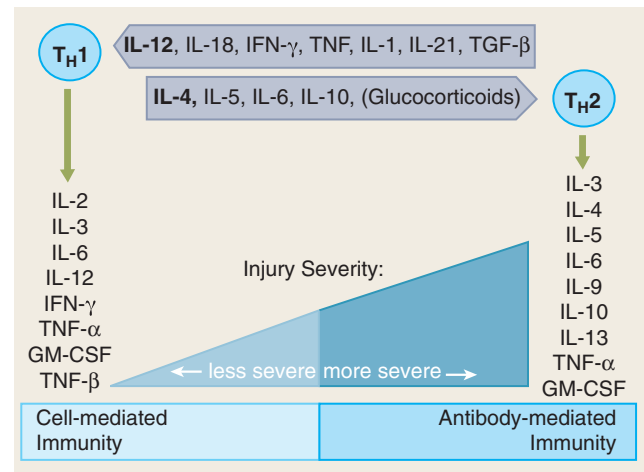 T_H1
IL-12, IL-18, IFN-γ, TNF, IL-1, IL-21, TGF-β
IL-4, IL-5, IL-6, IL-10, (Glucocorticoids)
T_H2
IL-2
IL-3
IL-6
IL-12
IFN-γ
TNF-α
GM-CSF
TNF-β
Injury Severity:
less severe more severe
IL-3
IL-4
IL-5
IL-6
IL-9
IL-10
IL-13
TNF-α
GM-CSF
Cell-mediated
Immunity
Antibody-mediated
Immunity